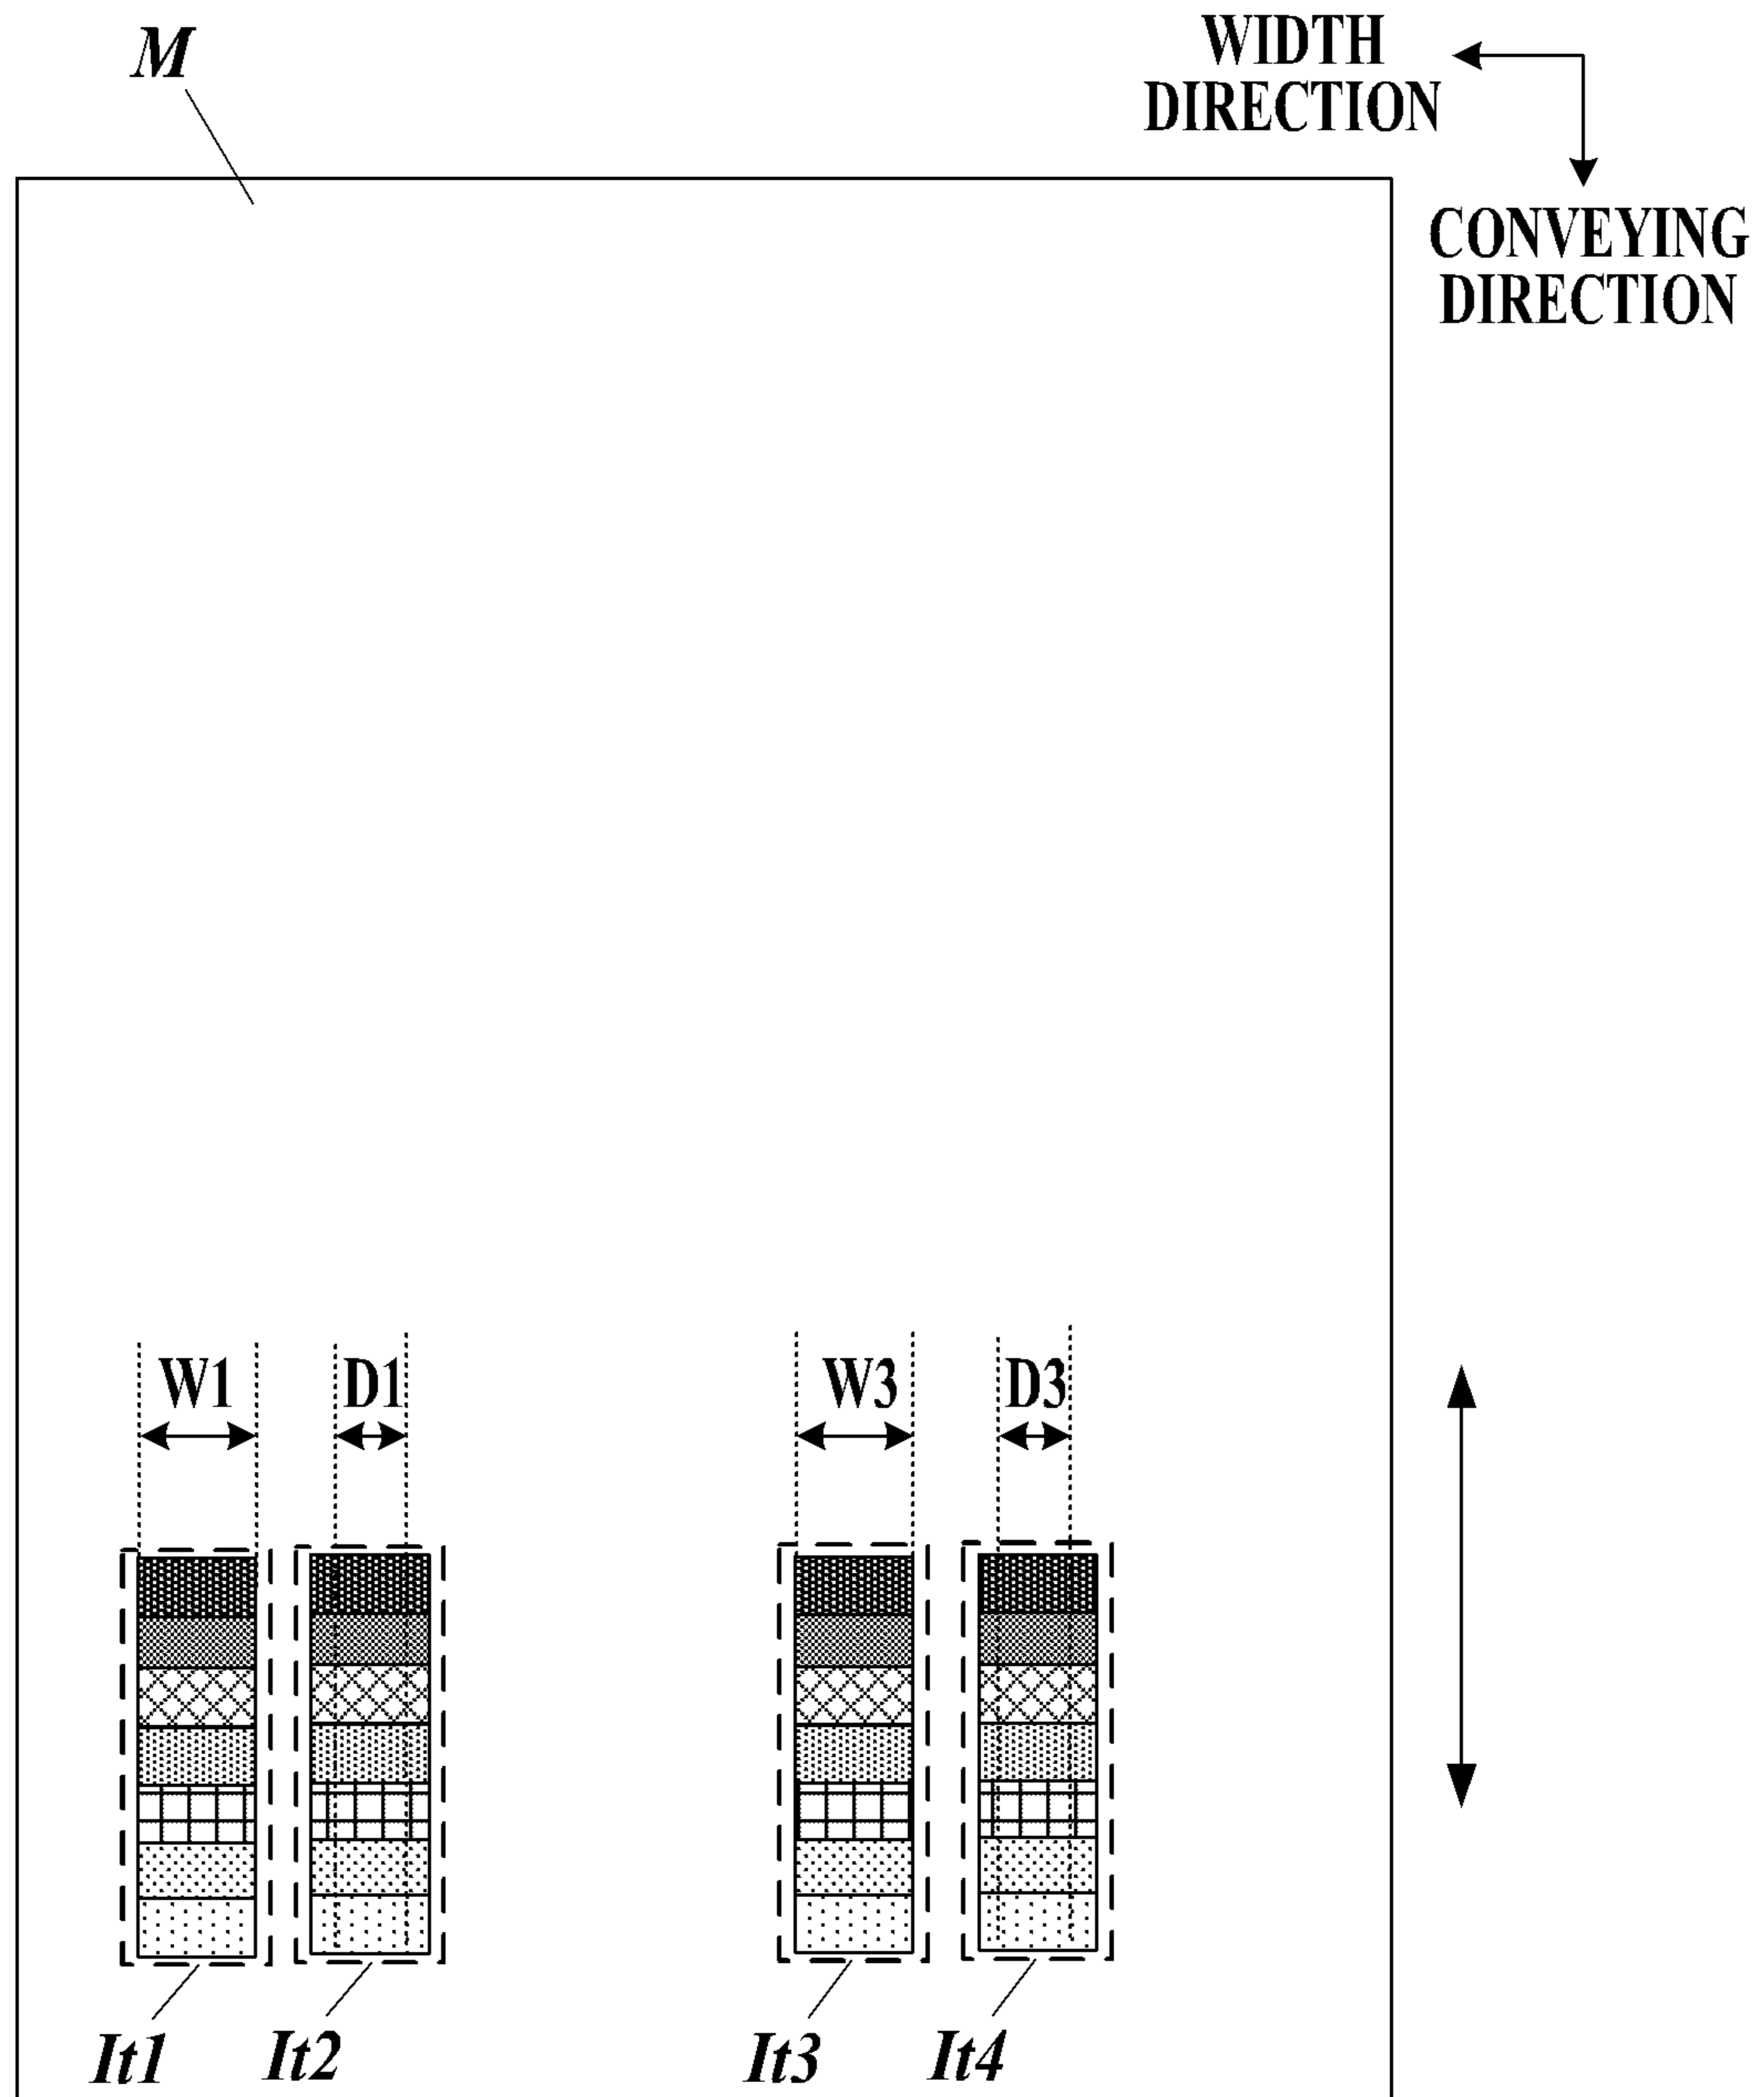 M
WIDTH
DIRECTION
CONVEYING
DIRECTION
W1
D1
W3
D3
It1
It2
It3
It4